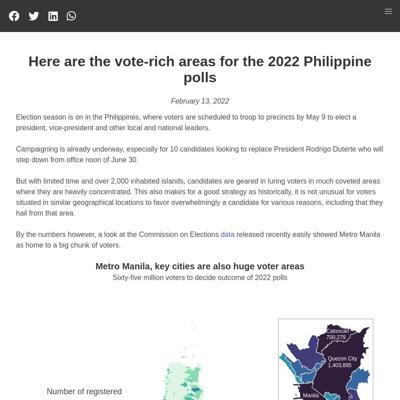 Here are the vote-rich areas for the 2022 Philippine
polls
February 13, 2022
Election season is on in the Philippines, where voters are scheduled to troop to precincts by May 9 to elect a
president, vice-president and other local and national leaders.
Campaigning is already underway, especially for 10 candidates looking to replace President Rodrigo Duterte who will
step down from office noon of June 30.
But with limited time and over 2,000 inhabited islands, candidates are geared in luring voters in much coveted areas
where they are heavily concentrated. This also makes for a good strategy as historically, it is not unusual for voters
situated in similar geographical locations to favor overwhelmingly a candidate for various reasons, including that they
hail from that area.
By the numbers however, a look at the Commission on Elections data released recently easily showed Metro Manila
as home to a big chunk of voters.
Metro Manila, key cities are also huge voter areas
Sixty-five million voters to decide outcome of 2022 polls
Caloocan
700,279
Quezon City
1,403,895
Number of registered
Manila